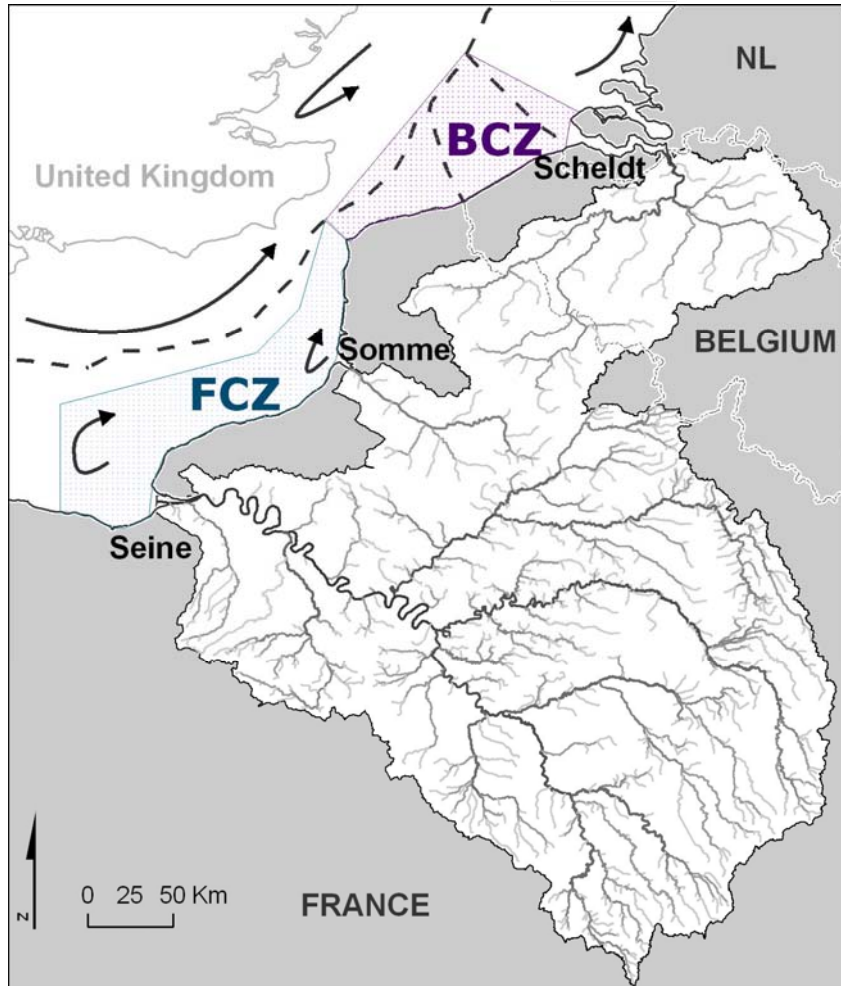 NL
BCZ
Scheldt
United Kingdom
BELGIUM
Somme
FCZ
Seine
0 25 50 Km
FRANCE
N